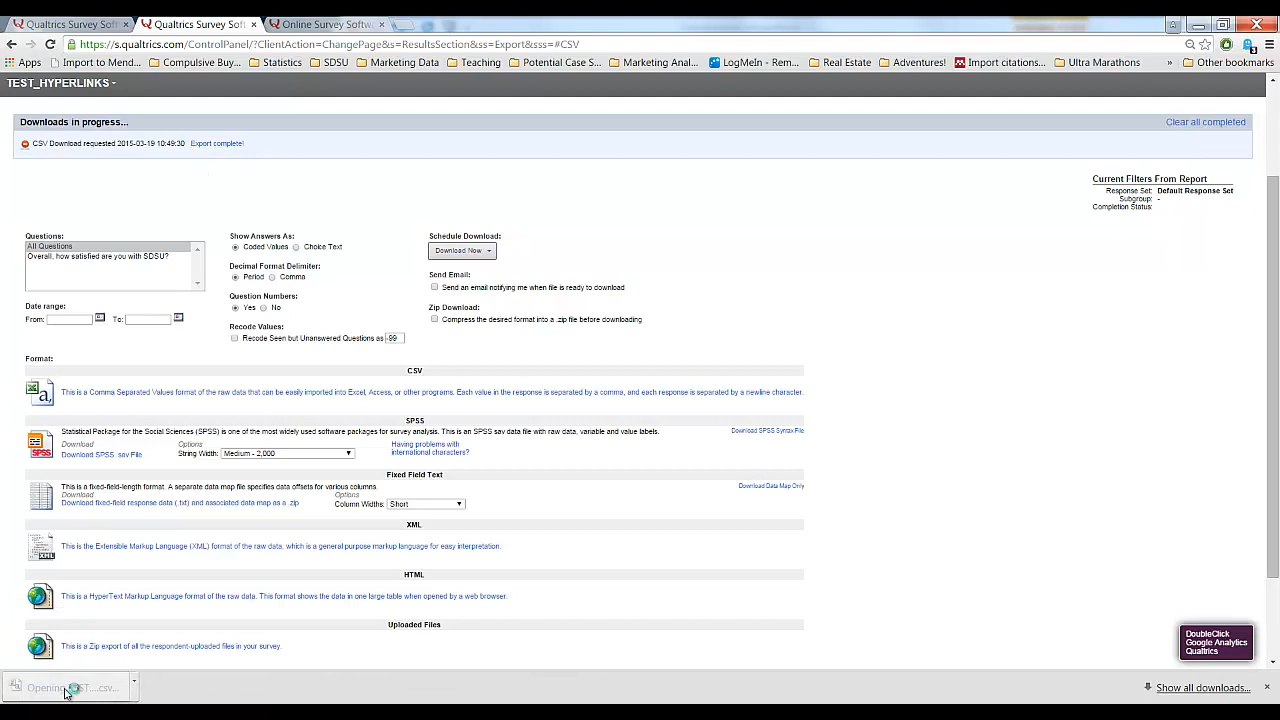 Qualtrics Survey Soft
Qualtrics Survey Soft
Online Survey Softw
https://s.qualtrics.com/ControlPanel/?ClientAction=ChangePage&s=ResultsSection&ss=Export&sss=#CSV
Apps Import to Mend... Compulsive Buy... Statistics SDSU Marketing Data Teaching Potential Case S... Marketing Anal... LogMeIn - Rem... Real Estate Adventures! Import citations... Ultra Marathons » Other bookmarks
TEST_HYPERLINKS
Downloads in progress...
Clear all completed
CSV Download requested 2015-03-19 10:49:30 Export complete!
Current Filters From Report
Response Set: Default Response Set
Subgroup: -
Completion Status:
Questions:
All Questions
Overall, how satisfied are you with SDSU?
Date range:
From: To:
Show Answers As:
Coded Values Choice Text
Decimal Format Delimiter:
Period Comma
Question Numbers:
Yes No
Recode Values:
Recode Seen but Unanswered Questions as -99
Schedule Download:
Download Now
Send Email:
Send an email notifying me when file is ready to download
Zip Download:
Compress the desired format into a .zip file before downloading
Format:
CSV
This is a Comma Separated Values format of the raw data that can be easily imported into Excel, Access, or other programs. Each value in the response is separated by a comma, and each response is separated by a newline character.
SPSS
Statistical Package for the Social Sciences (SPSS) is one of the most widely used software packages for survey analysis. This is an SPSS sav data file with raw data, variable and value labels.
Download SPSS Syntax File
Download
Options
Having problems with
international characters?
Download SPSS .sav File
String Width: Medium - 2,000
Fixed Field Text
This is a fixed-field-length format. A separate data map file specifies data offsets for various columns.
Download Data Map Only
Download
Options
Download fixed-field response data (.txt) and associated data map as a .zip
Column Widths: Short
XML
XML
This is the Extensible Markup Language (XML) format of the raw data, which is a general purpose markup language for easy interpretation.
HTML
This is a HyperText Markup Language format of the raw data. This format shows the data in one large table when opened by a web browser.
Uploaded Files
This is a Zip export of all the respondent-uploaded files in your survey.
DoubleClick
Google Analytics
Qualtrics
Opening ST....csv...
Show all downloads...